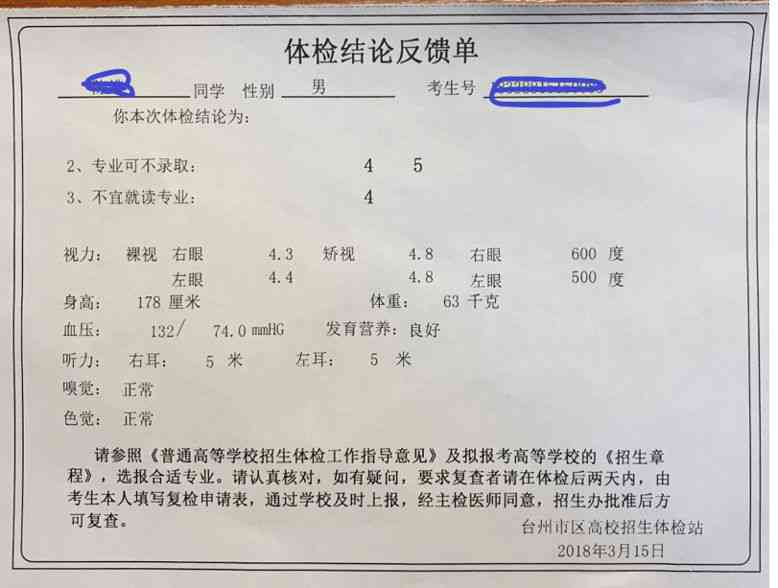 体检结论反馈单
同学 性别 男 考生号
你本次体检结论为:
2、专业可不录取: 4 5
3、不宜就读专业: 4
视力: 裸视 右眼 4.3 矫视 4.8 右眼 600 度
左眼 4.4 4.8 左眼 500 度
身高: 178 厘米 体重: 63 千克
血压: 132/ 74.0 mmHG 发育营养: 良好
听力: 右耳: 5 米 左耳: 5 米
嗅觉: 正常
色觉: 正常
请参照《普通高等学校招生体检工作指导意见》及拟报考高等学校的《招生章
程》,选报合适专业。请认真核对,如有疑问,要求复查者请在体检后两天内,由
考生本人填写复检申请表,通过学校及时上报,经主检医师同意,招生办批准后方
可复查。
台州市区高校招生体检站
2018年3月15日